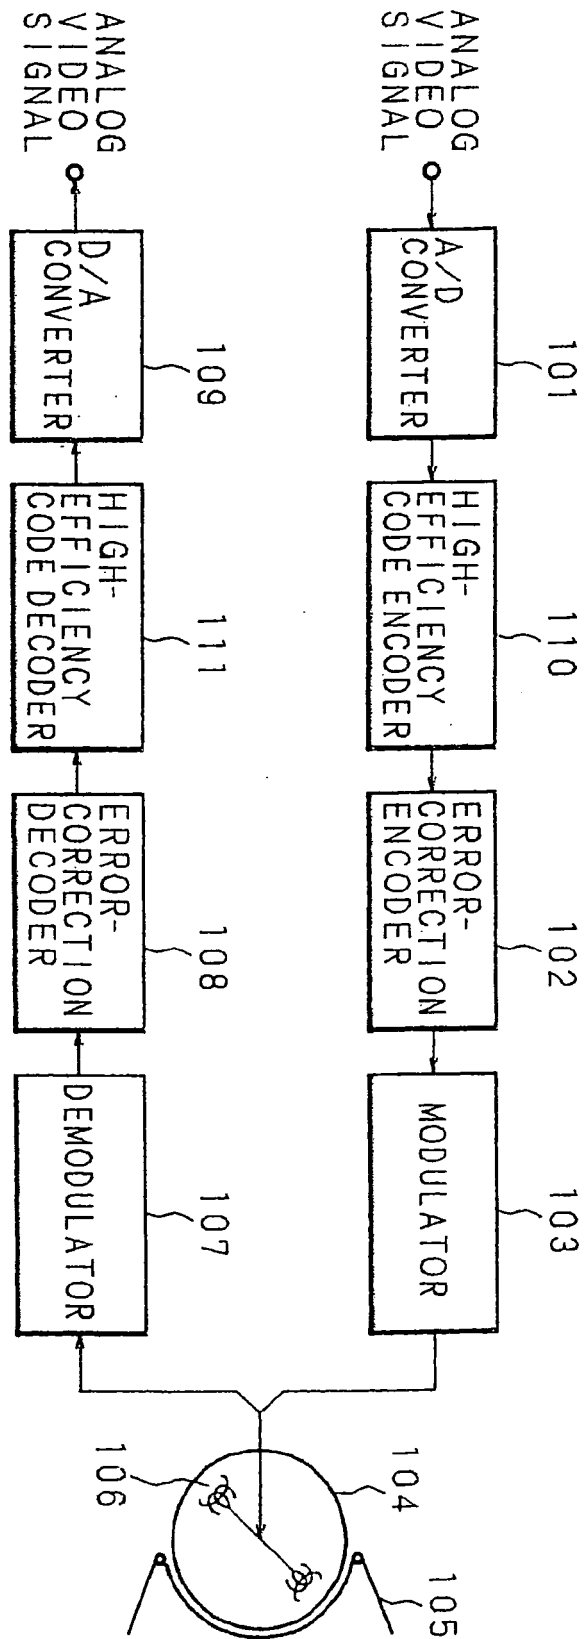 ANALOG
VIDEO
SIGNAL
A/D
CONVERTER
101
HIGH-
EFFICIENCY
CODE ENCODER
110
ERROR-
CORRECTION
ENCODER
102
MODULATOR
103
104
105
106
ANALOG
VIDEO
SIGNAL
D/A
CONVERTER
109
HIGH-
EFFICIENCY
CODE DECODER
111
ERROR-
CORRECTION
DECODER
108
DEMODULATOR
107